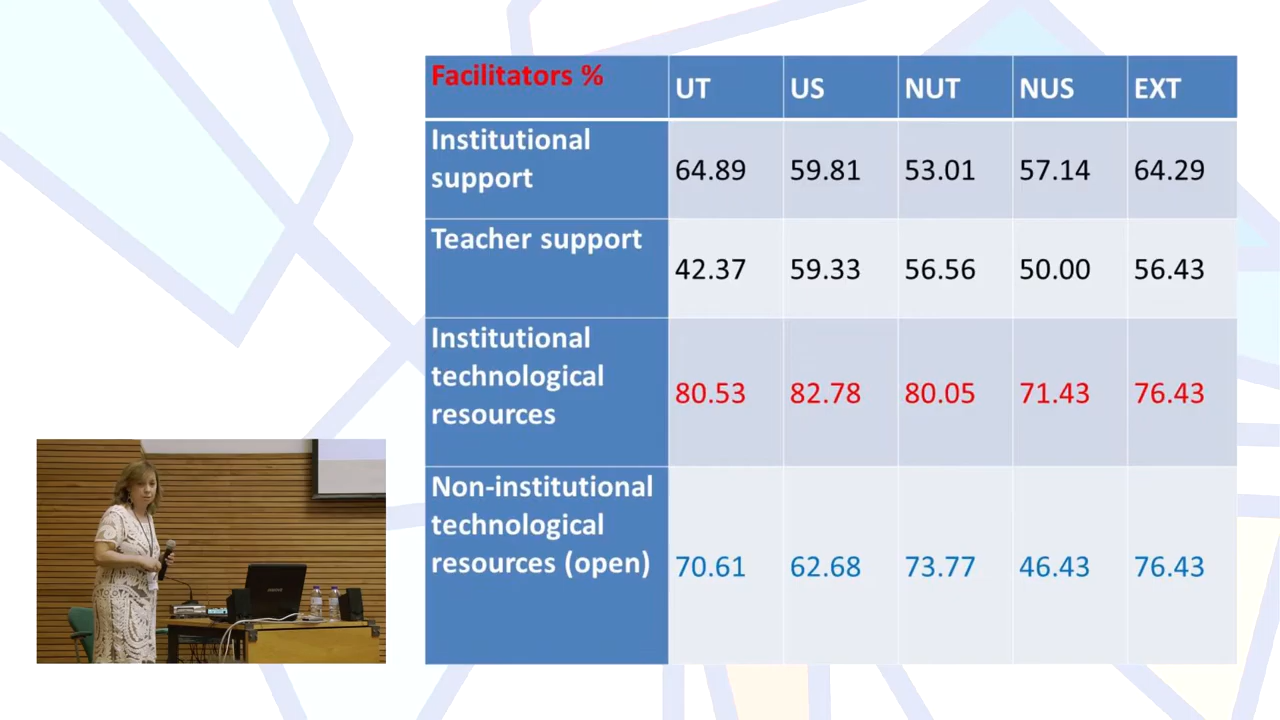 Facilitators % UT US NUT NUS EXT
Institutional
support 64.89 59.81 53.01 57.14 64.29
Teacher support
42.37 59.33 56.56 50.00 56.43
Institutional
technological
resources 80.53 82.78 80.05 71.43 76.43
Non-institutional
technological
resources (open) 70.61 62.68 73.77 46.43 76.43